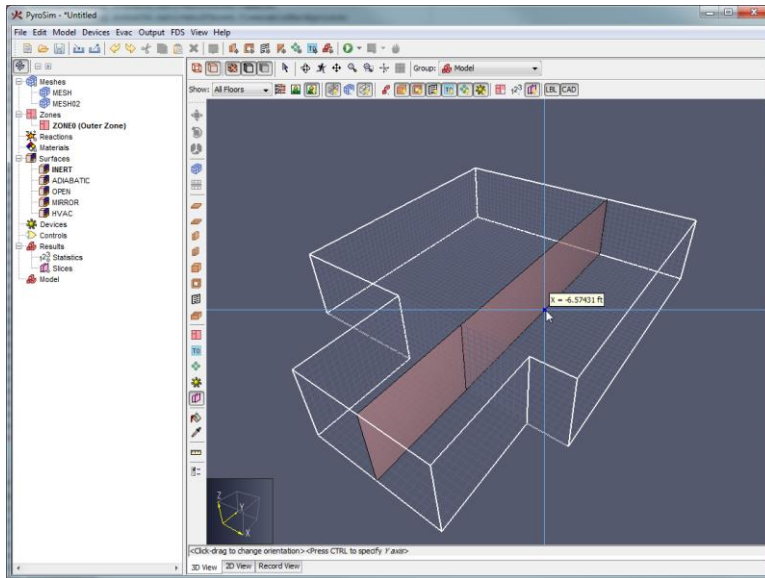 PyroSim - *Untitled
File Edit Model Devices Evac Output FDS View Help
Group: Model
Show: All Floors
LBL CAD
Meshes
MESH
MESH02
Zones
ZONE0 (Outer Zone)
Reactions
Materials
Surfaces
INERT
ADIABATIC
OPEN
MIRROR
HVAC
Devices
Controls
Results
Statistics
Slices
Model
X = -6.57431 ft
Z
Y
X
<Click-drag to change orientation> <Press CTRL to specify Y axis>
3D View 2D View Record View